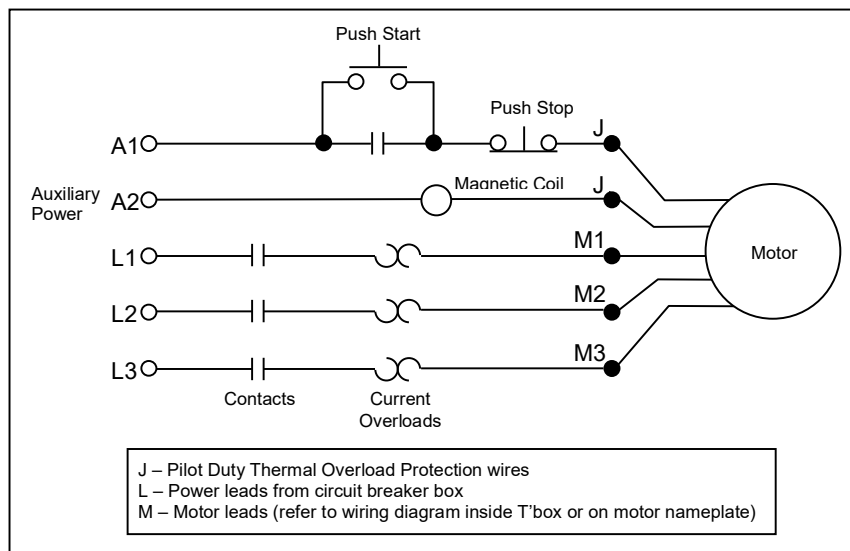 Push Start
Push Stop
A1
J
Auxiliary
Power
A2
Magnetic Coil
J
L1
M1
Motor
L2
M2
L3
M3
Contacts
Current
Overloads
J – Pilot Duty Thermal Overload Protection wires
L – Power leads from circuit breaker box
M – Motor leads (refer to wiring diagram inside T’box or on motor nameplate)